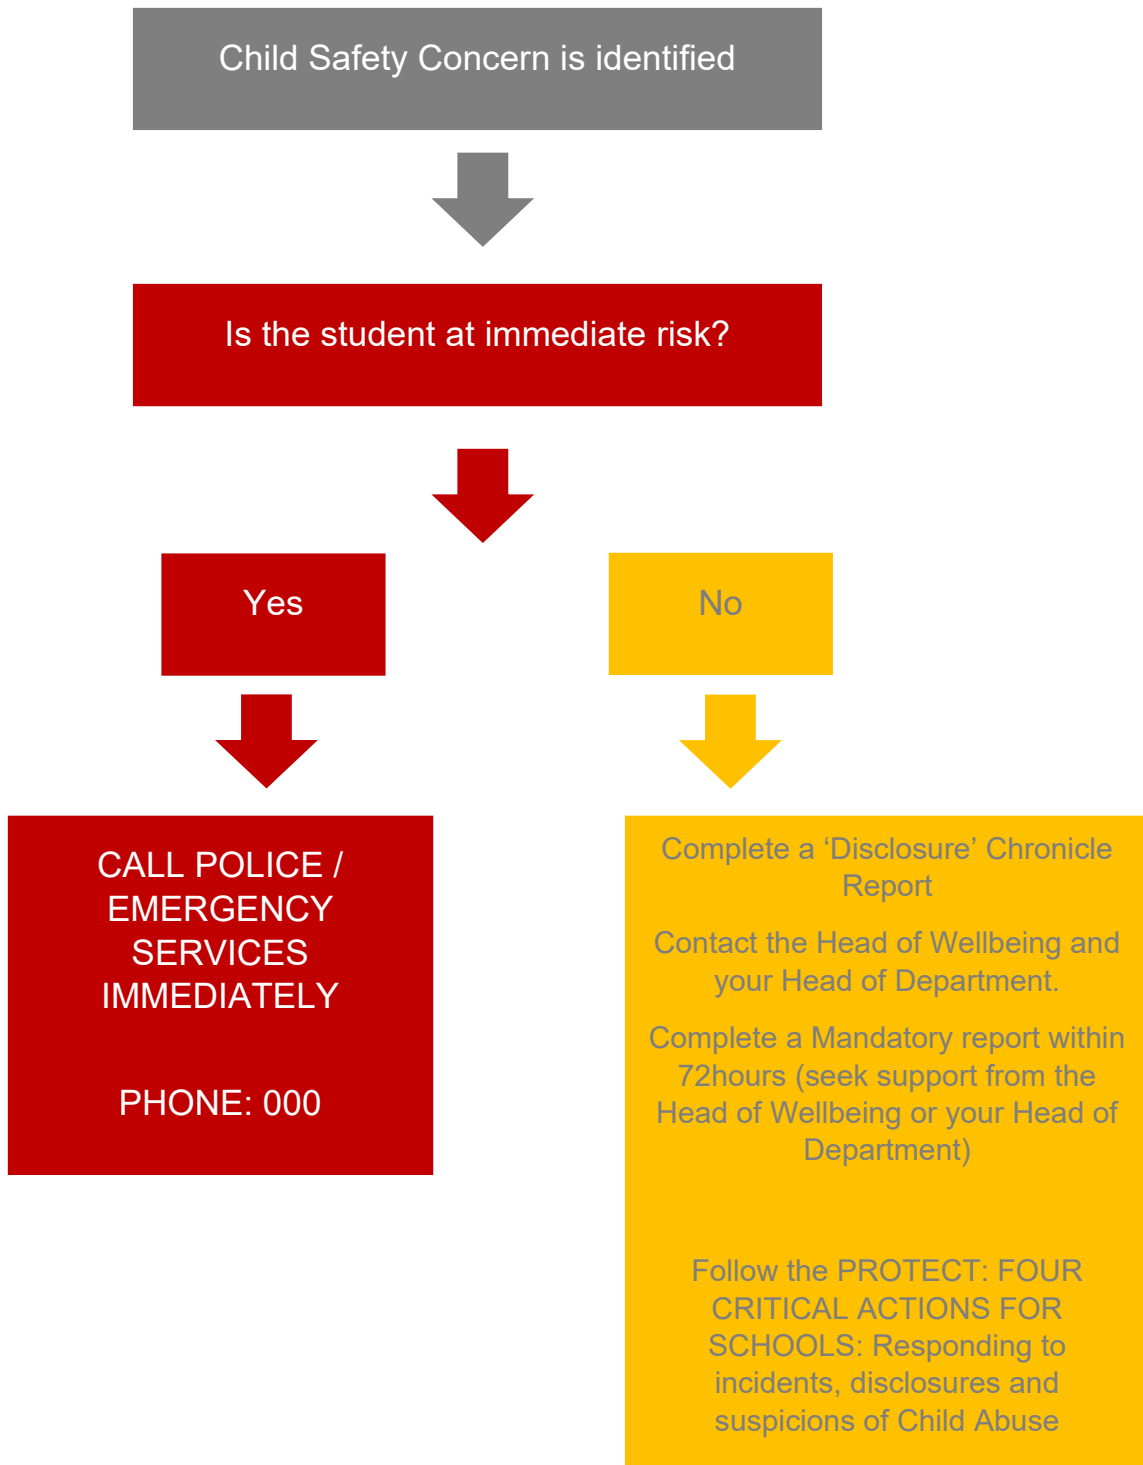 Child Safety Concern is identified
Is the student at immediate risk?
Yes
No
CALL POLICE /
EMERGENCY
SERVICES
IMMEDIATELY
PHONE: 000
Complete a ‘Disclosure’ Chronicle
Report
Contact the Head of Wellbeing and
your Head of Department.
Complete a Mandatory report within
72hours (seek support from the
Head of Wellbeing or your Head of
Department)
Follow the PROTECT: FOUR
CRITICAL ACTIONS FOR
SCHOOLS: Responding to
incidents, disclosures and
suspicions of Child Abuse